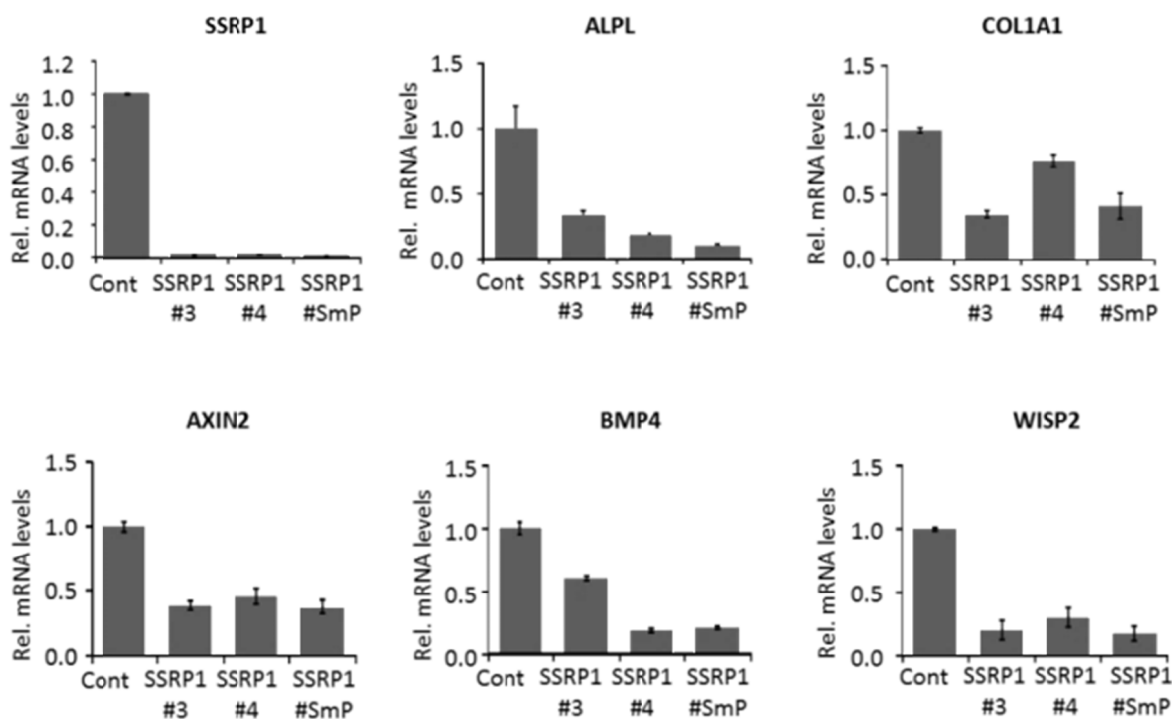 SSRP1
Rel. mRNA levels
1.2
1.0
0.8
0.6
0.4
0.2
0.0
Cont SSRP1 SSRP1 SSRP1
#3 #4 #SmP
ALPL
Rel. mRNA levels
1.5
1.0
0.5
0.0
Cont SSRP1 SSRP1 SSRP1
#3 #4 #SmP
COL1A1
Rel. mRNA levels
1.5
1.0
0.5
0.0
Cont SSRP1 SSRP1 SSRP1
#3 #4 #SmP
AXIN2
Rel. mRNA levels
1.5
1.0
0.5
0.0
Cont SSRP1 SSRP1 SSRP1
#3 #4 #SmP
BMP4
Rel. mRNA levels
1.5
1.0
0.5
0.0
Cont SSRP1 SSRP1 SSRP1
#3 #4 #SmP
WISP2
Rel. mRNA levels
1.5
1.0
0.5
0.0
Cont SSRP1 SSRP1 SSRP1
#3 #4 #SmP